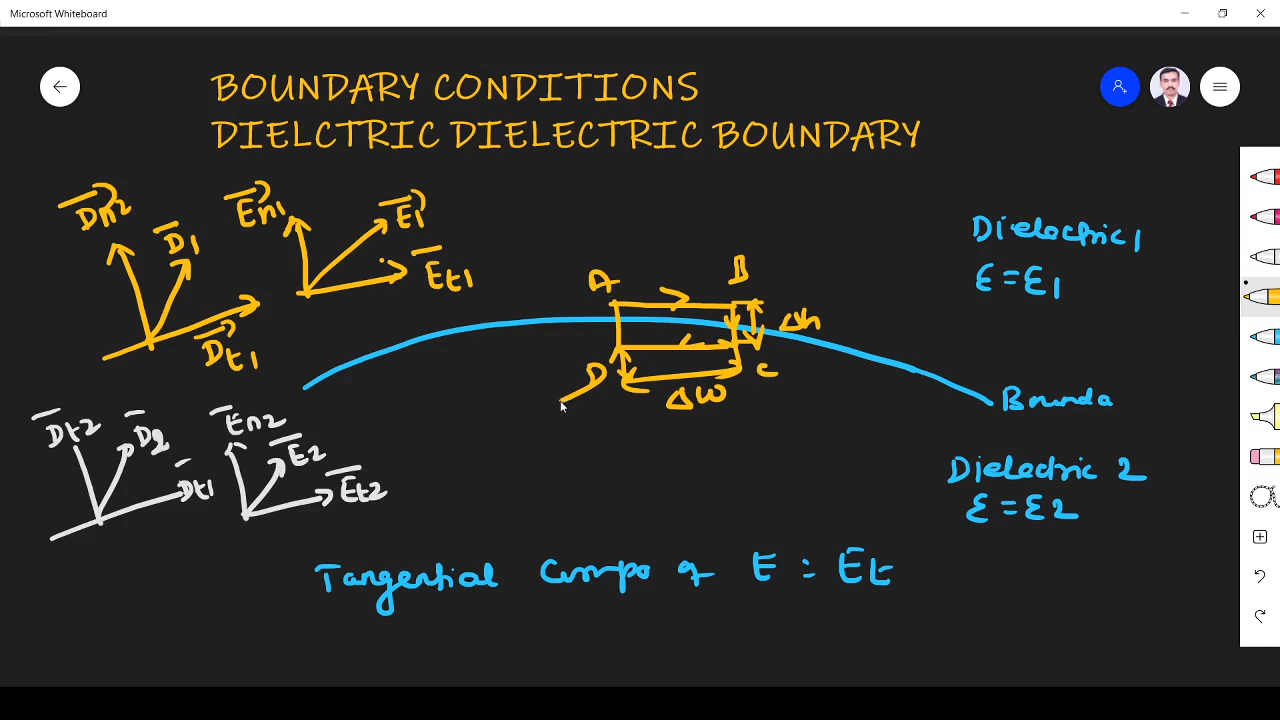 Microsoft Whiteboard
BOUNDARY CONDITIONS
DIELCTRIC DIELECTRIC BOUNDARY
Dn2
D1
Dt1
En1
E1
Et1
A
B
Δh
D
C
Δw
Dielectric 1
ε = ε1
Bounda
Dt2
D2
Dt1
En2
E2
Et2
Dielectric 2
ε = ε2
Tangential Compo of E = Et